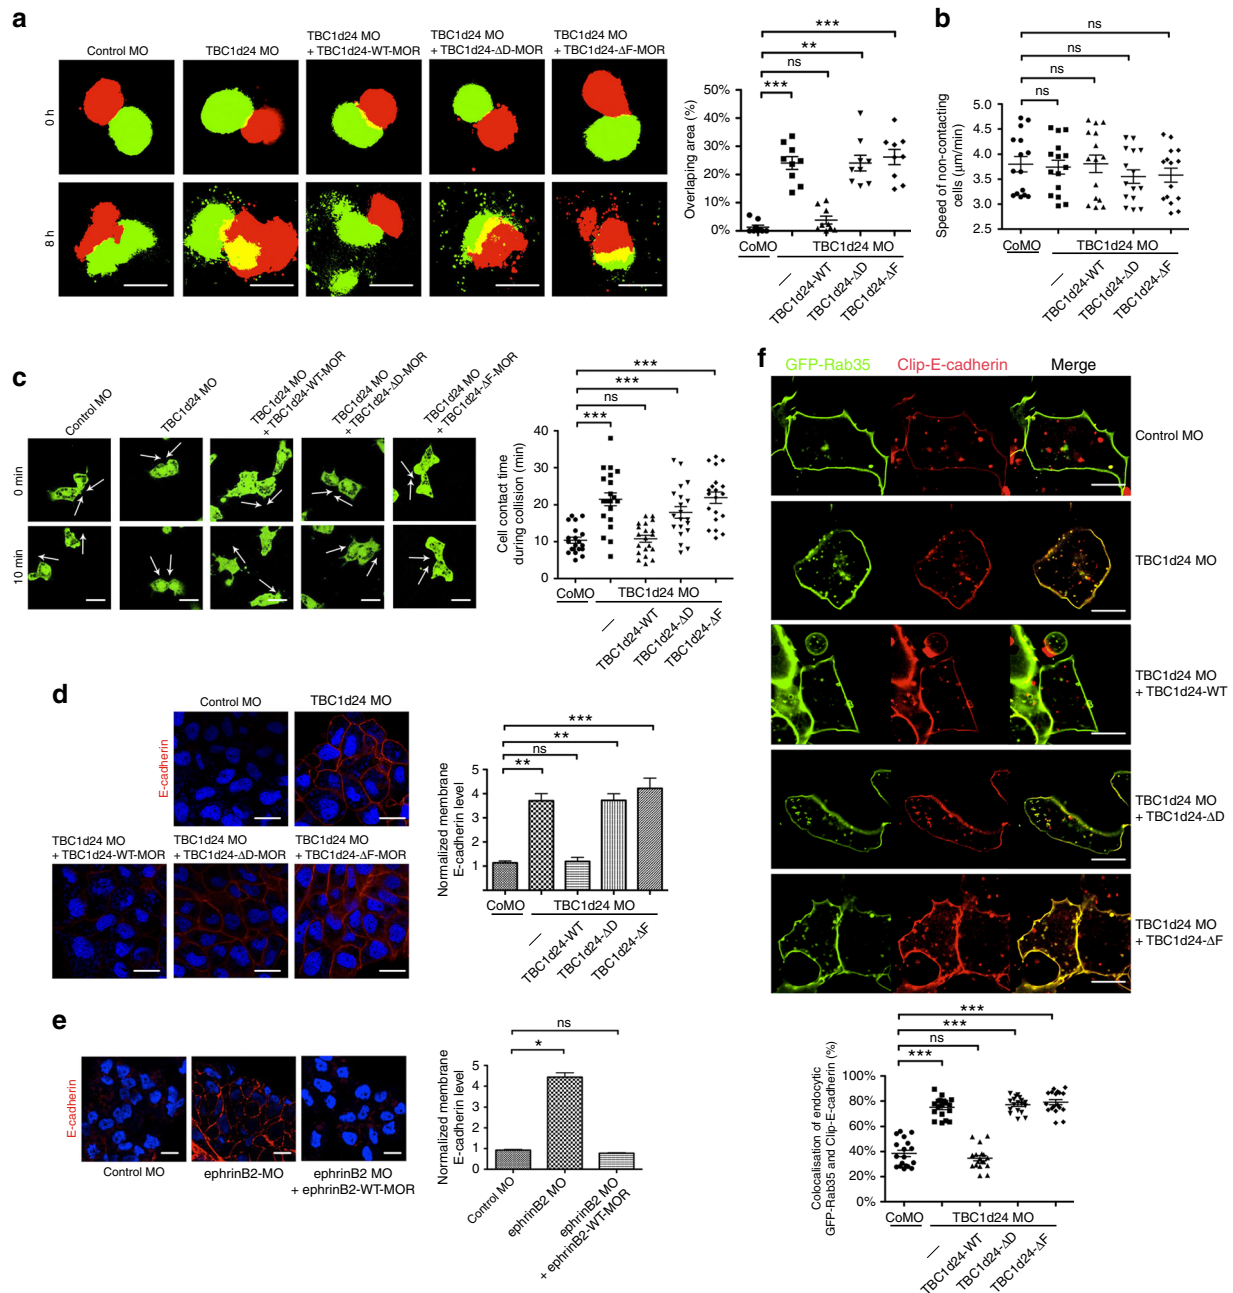 a
Control MO
TBC1d24 MO
TBC1d24 MO
+ TBC1d24-WT-MOR
TBC1d24 MO
+ TBC1d24-ΔD-MOR
TBC1d24 MO
+ TBC1d24-ΔF-MOR
0 h
8 h
***
**
ns
***
Overlaping area (%)
50%
40%
30%
20%
10%
0%
CoMO
TBC1d24 MO
—
TBC1d24-WT
TBC1d24-ΔD
TBC1d24-ΔF
b
ns
ns
ns
ns
Speed of non-contacting
cells (μm/min)
5.0
4.5
4.0
3.5
3.0
2.5
CoMO
TBC1d24 MO
—
TBC1d24-WT
TBC1d24-ΔD
TBC1d24-ΔF
c
Control MO
TBC1d24 MO
TBC1d24 MO
+ TBC1d24-WT-MOR
TBC1d24 MO
+ TBC1d24-ΔD-MOR
TBC1d24 MO
+ TBC1d24-ΔF-MOR
0 min
10 min
***
***
ns
***
Cell contact time
during collision (min)
40
30
20
10
0
CoMO
TBC1d24 MO
—
TBC1d24-WT
TBC1d24-ΔD
TBC1d24-ΔF
d
Control MO
TBC1d24 MO
E-cadherin
TBC1d24 MO
+ TBC1d24-WT-MOR
TBC1d24 MO
+ TBC1d24-ΔD-MOR
TBC1d24 MO
+ TBC1d24-ΔF-MOR
***
**
ns
**
Normalized membrane
E-cadherin level
5
4
3
2
1
CoMO
TBC1d24 MO
—
TBC1d24-WT
TBC1d24-ΔD
TBC1d24-ΔF
e
E-cadherin
Control MO
ephrinB2-MO
ephrinB2 MO
+ ephrinB2-WT-MOR
ns
*
Normalized membrane
E-cadherin level
5
4
3
2
1
0
Control MO
ephrinB2 MO
ephrinB2 MO
+ ephrinB2-WT-MOR
f
GFP-Rab35
Clip-E-cadherin
Merge
Control MO
TBC1d24 MO
TBC1d24 MO
+ TBC1d24-WT
TBC1d24 MO
+ TBC1d24-ΔD
TBC1d24 MO
+ TBC1d24-ΔF
***
***
ns
***
Colocalisation of endocytic
GFP-Rab35 and Clip-E-cadherin (%)
100%
80%
60%
40%
20%
0%
CoMO
TBC1d24 MO
—
TBC1d24-WT
TBC1d24-ΔD
TBC1d24-ΔF